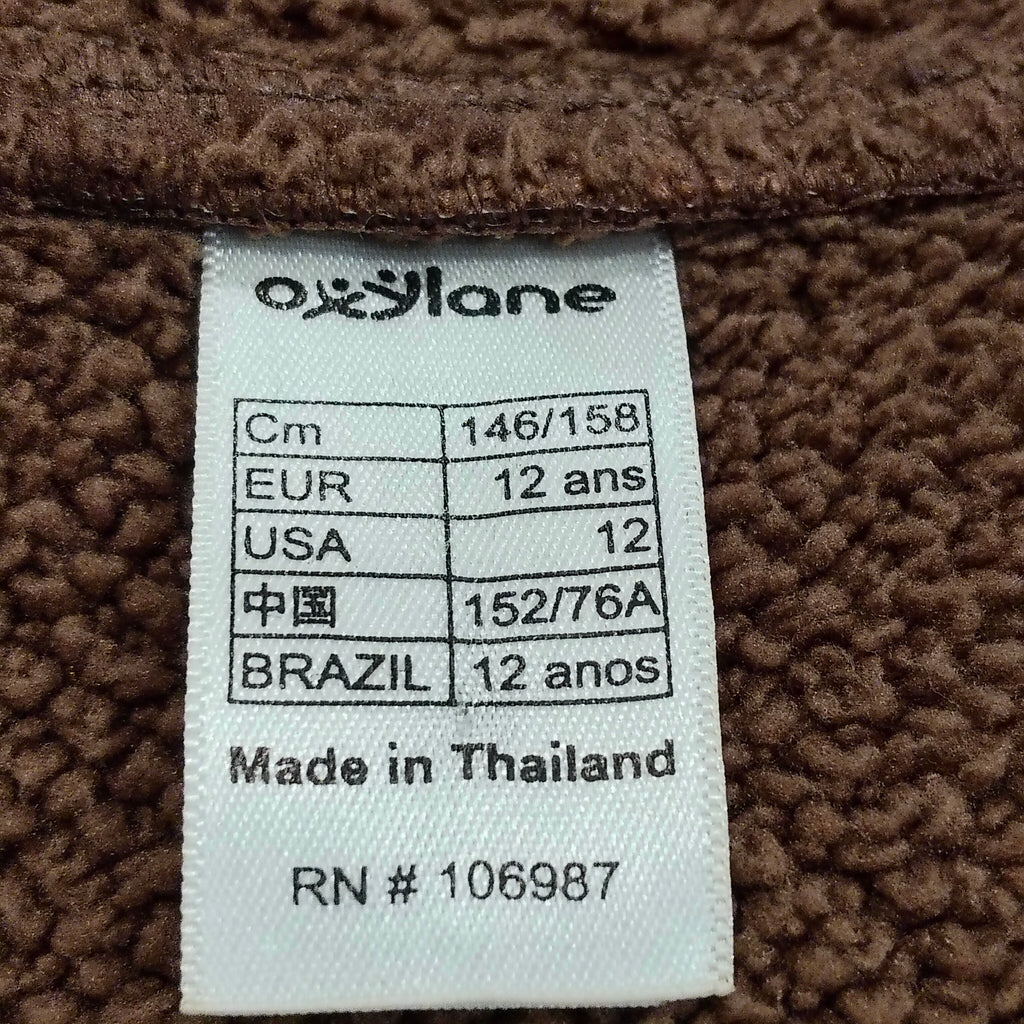 oxylane
Cm 146/158
EUR 12 ans
USA 12
中国 152/76A
BRAZIL 12 anos
Made in Thailand
RN # 106987